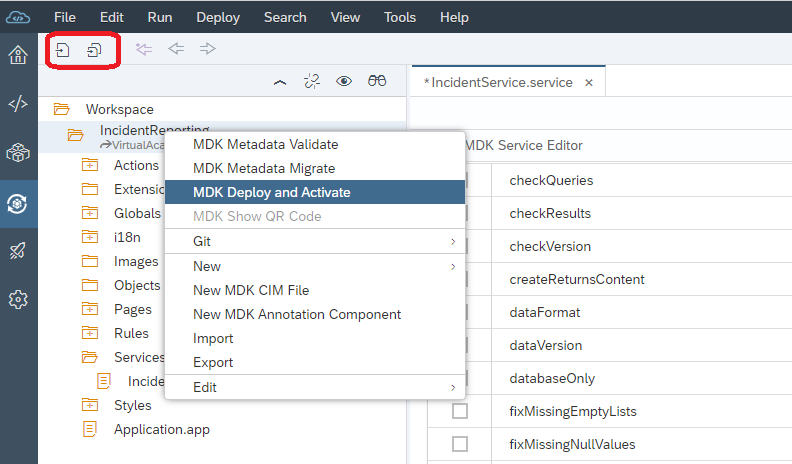 File Edit Run Deploy Search View Tools Help
*IncidentService.service ×
Workspace
IncidentReporting
VirtualAca
Actions
Extensio
Globals
i18n
Images
Objects
Pages
Rules
Services
Incide
Styles
Application.app
MDK Metadata Validate
MDK Metadata Migrate
MDK Deploy and Activate
MDK Show QR Code
Git
New
New MDK CIM File
New MDK Annotation Component
Import
Export
Edit
MDK Service Editor
checkQueries
checkResults
checkVersion
createReturnsContent
dataFormat
dataVersion
databaseOnly
fixMissingEmptyLists
fixMissingNullValues